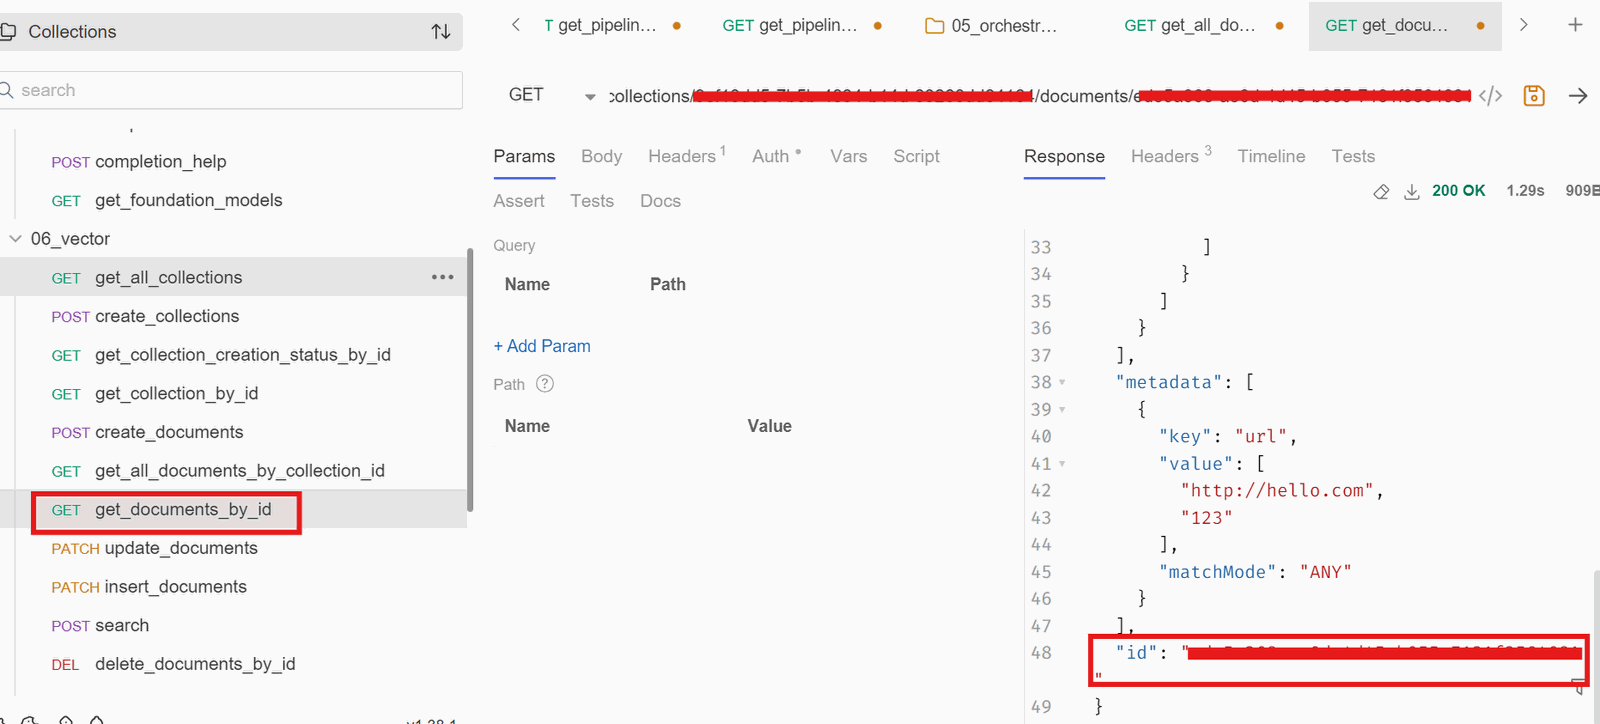 Collections
search
POST completion_help
GET get_foundation_models
06_vector
GET get_all_collections
POST create_collections
GET get_collection_creation_status_by_id
GET get_collection_by_id
POST create_documents
GET get_all_documents_by_collection_id
GET get_documents_by_id
PATCH update_documents
PATCH insert_documents
POST search
DEL delete_documents_by_id
T get_pipelin... GET get_pipelin... 05_orchestr... GET get_all_do... GET get_docu...
GET collections/ /documents/
Params Body Headers 1 Auth Vars Script
Assert Tests Docs
Query
Name Path
+ Add Param
Path ?
Name Value
Response Headers 3 Timeline Tests
200 OK 1.29s 909B
33 ]
34 }
35 ]
36 }
37 ],
38 "metadata": [
39 {
40 "key": "url",
41 "value": [
42 "http://hello.com",
43 "123"
44 ],
45 "matchMode": "ANY"
46 }
47 ],
48 "id": "
"
49 }